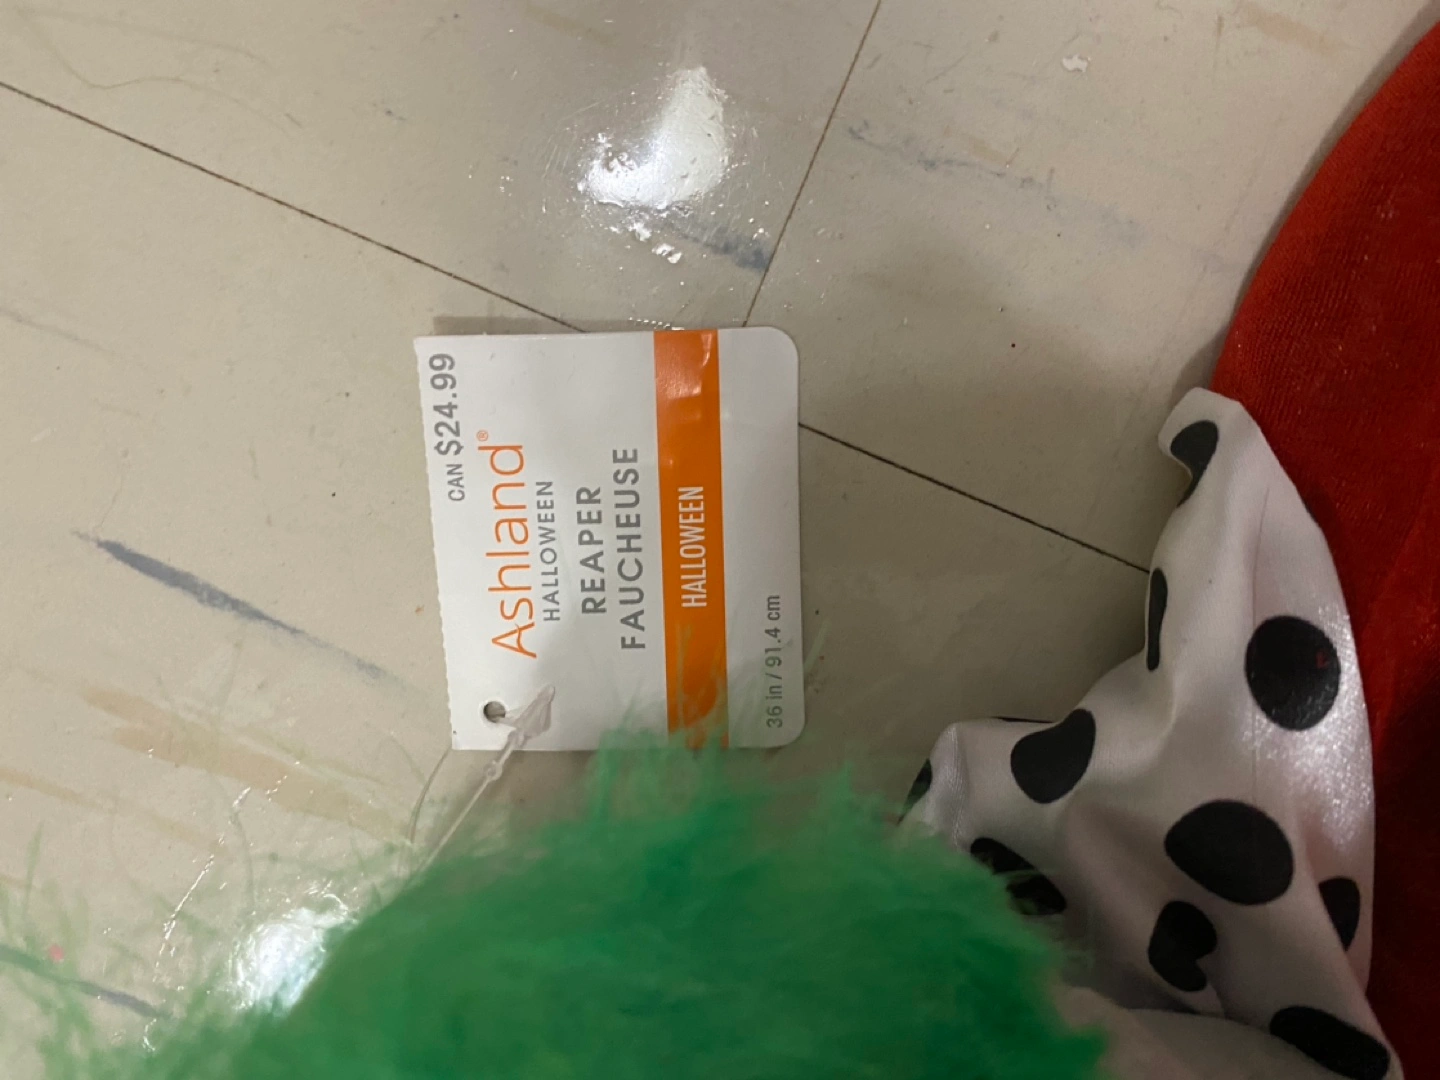 CAN $24.99
Ashland®
HALLOWEEN
REAPER
FAUCHEUSE
HALLOWEEN
36 in / 91.4 cm